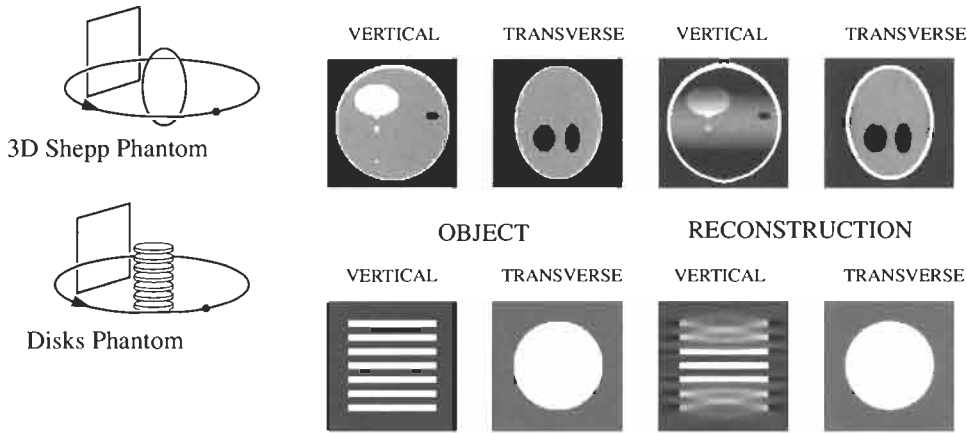 VERTICAL TRANSVERSE VERTICAL TRANSVERSE
3D Shepp Phantom
OBJECT RECONSTRUCTION
VERTICAL TRANSVERSE VERTICAL TRANSVERSE
Disks Phantom